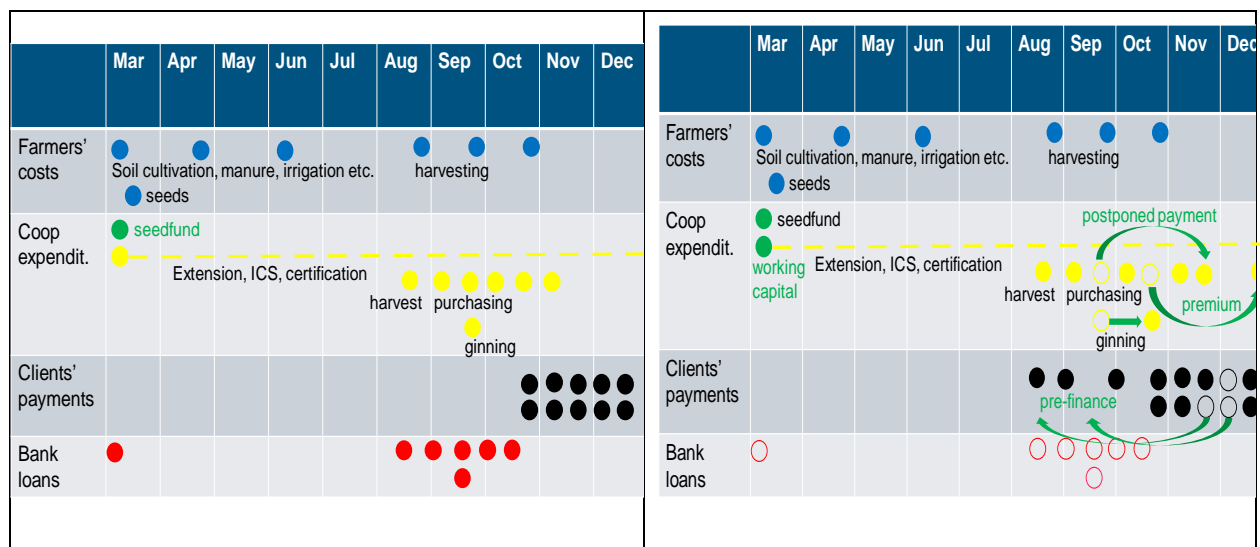 Mar Apr May Jun Jul Aug Sep Oct Nov Dec
Farmers'
costs
Soil cultivation, manure, irrigation etc. harvesting
seeds
Coop
expendit.
seedfund
Extension, ICS, certification
harvest purchasing
ginning
Clients'
payments
Bank
loans
Mar Apr May Jun Jul Aug Sep Oct Nov Dec
Farmers'
costs
Soil cultivation, manure, irrigation etc. harvesting
seeds
Coop
expendit.
seedfund
postponed payment
working
capital
Extension, ICS, certification
harvest purchasing
premium
ginning
Clients'
payments
pre-finance
Bank
loans